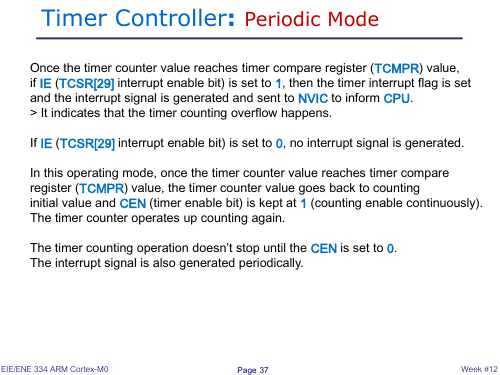 Timer Controller: Periodic Mode
Once the timer counter value reaches timer compare register (TCMPR) value,
if IE (TCSR[29] interrupt enable bit) is set to 1, then the timer interrupt flag is set
and the interrupt signal is generated and sent to NVIC to inform CPU.
> It indicates that the timer counting overflow happens.
If IE (TCSR[29] interrupt enable bit) is set to 0, no interrupt signal is generated.
In this operating mode, once the timer counter value reaches timer compare
register (TCMPR) value, the timer counter value goes back to counting
initial value and CEN (timer enable bit) is kept at 1 (counting enable continuously).
The timer counter operates up counting again.
The timer counting operation doesn't stop until the CEN is set to 0.
The interrupt signal is also generated periodically.
EIE/ENE 334 ARM Cortex-M0
Page 37
Week #12